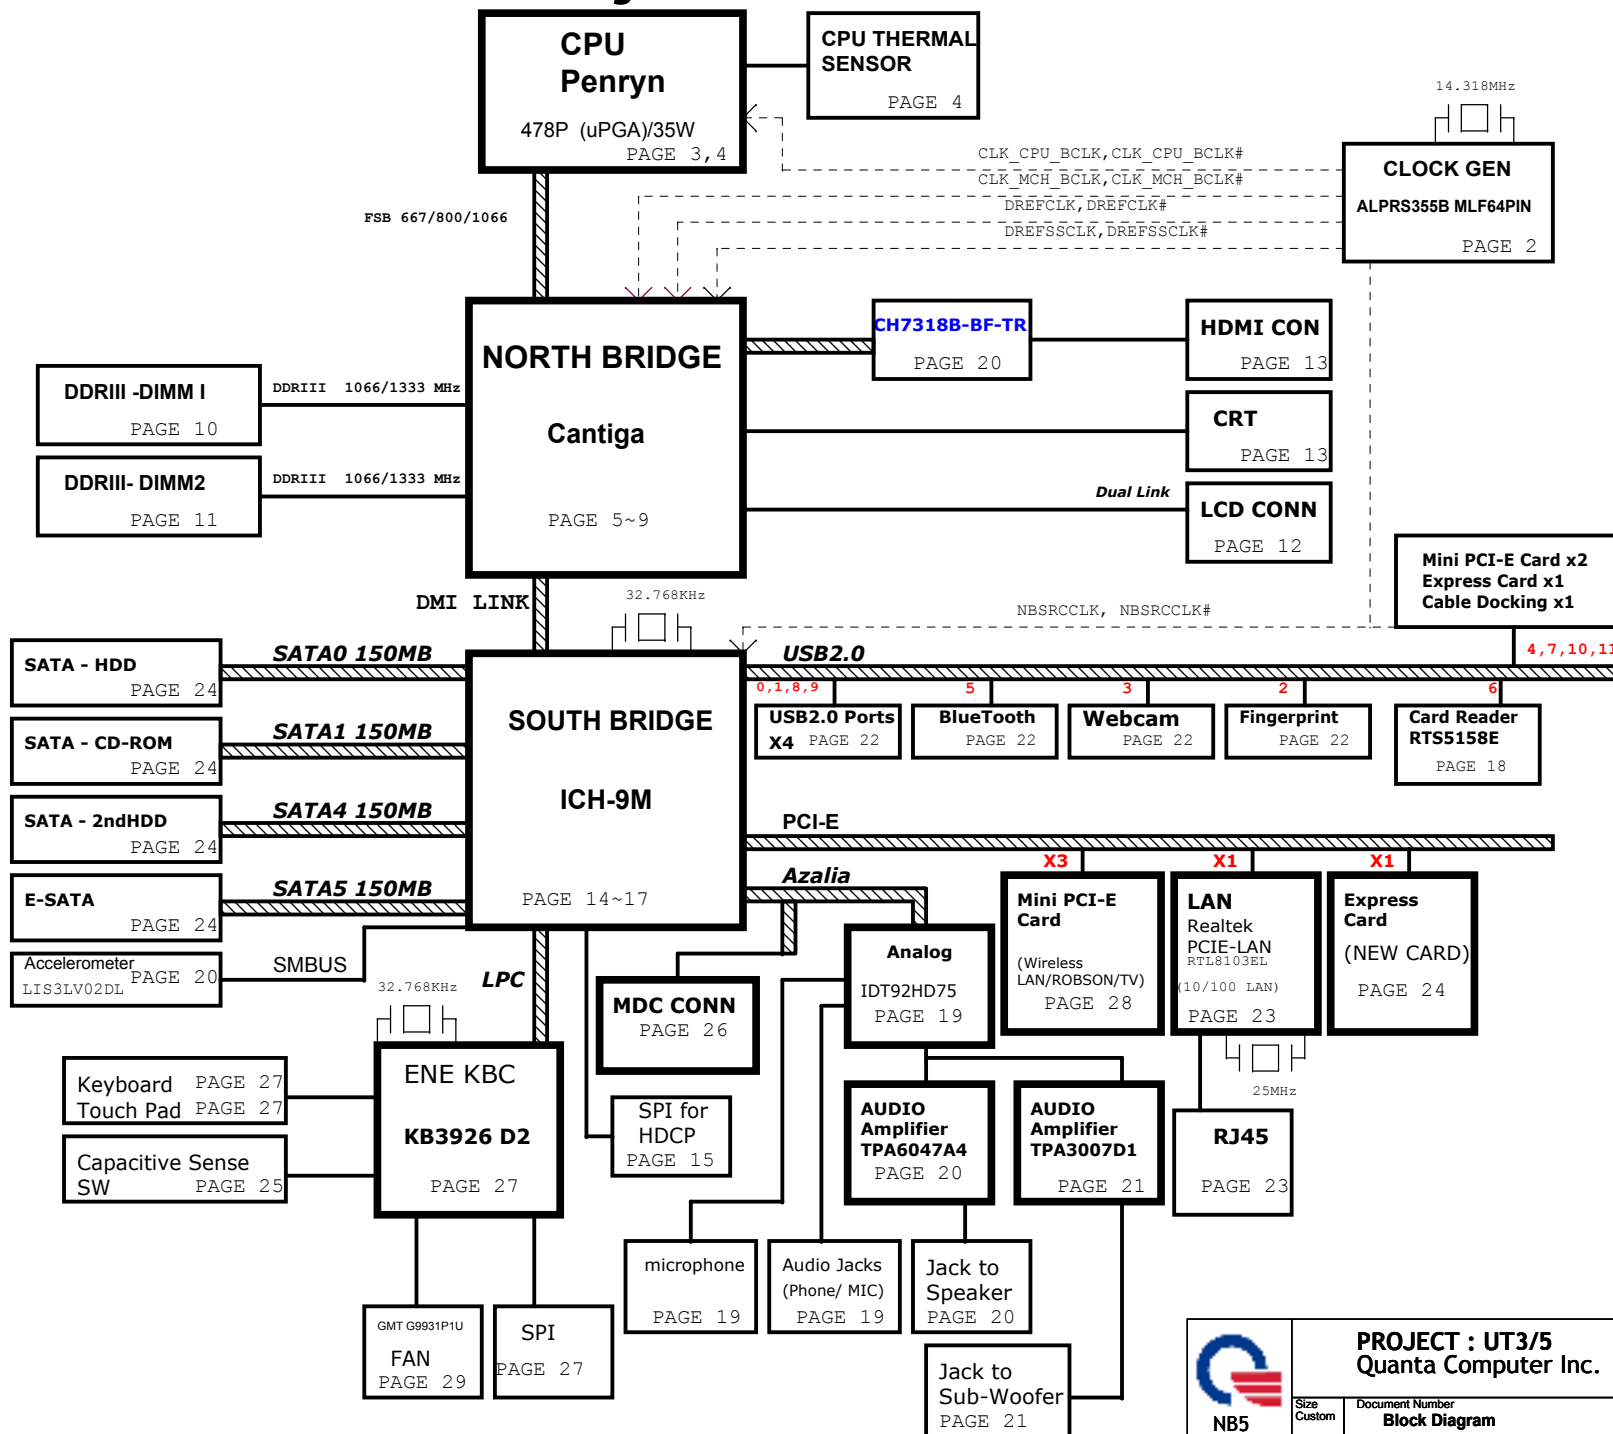 CPU
Penryn
478P (uPGA)/35W
PAGE 3,4
CPU THERMAL
SENSOR
PAGE 4
14.318MHz
CLOCK GEN
ALPRS355B MLF64PIN
PAGE 2
CLK_CPU_BCLK,CLK_CPU_BCLK#
CLK_MCH_BCLK,CLK_MCH_BCLK#
DREFCLK,DREFCLK#
DREFSSCLK,DREFSSCLK#
FSB 667/800/1066
NORTH BRIDGE
Cantiga
PAGE 5~9
CH7318B-BF-TR
PAGE 20
HDMI CON
PAGE 13
CRT
PAGE 13
Dual Link
LCD CONN
PAGE 12
DDRIII -DIMM I
PAGE 10
DDRIII 1066/1333 MHz
DDRIII- DIMM2
PAGE 11
DDRIII 1066/1333 MHz
Mini PCI-E Card x2
Express Card x1
Cable Docking x1
4,7,10,11
DMI LINK
32.768KHz
NBSRCCLK, NBSRCCLK#
SATA - HDD
PAGE 24
SATA0 150MB
SATA - CD-ROM
PAGE 24
SATA1 150MB
SATA - 2ndHDD
PAGE 24
SATA4 150MB
E-SATA
PAGE 24
SATA5 150MB
Accelerometer
LIS3LV02DL
PAGE 20
SMBUS
SOUTH BRIDGE
ICH-9M
PAGE 14~17
USB2.0
0,1,8,9
USB2.0 Ports
X4 PAGE 22
5
BlueTooth
PAGE 22
3
Webcam
PAGE 22
2
Fingerprint
PAGE 22
6
Card Reader
RTS5158E
PAGE 18
PCI-E
X3
Mini PCI-E
Card
(Wireless
LAN/ROBSON/TV)
PAGE 28
X1
LAN
Realtek
PCIE-LAN
RTL8103EL
(10/100 LAN)
PAGE 23
X1
Express
Card
(NEW CARD)
PAGE 24
25MHz
RJ45
PAGE 23
Azalia
MDC CONN
PAGE 26
Analog
IDT92HD75
PAGE 19
AUDIO
Amplifier
TPA6047A4
PAGE 20
AUDIO
Amplifier
TPA3007D1
PAGE 21
LPC
32.768KHz
ENE KBC
KB3926 D2
PAGE 27
Keyboard PAGE 27
Touch Pad PAGE 27
Capacitive Sense
SW PAGE 25
SPI for
HDCP
PAGE 15
microphone
PAGE 19
Audio Jacks
(Phone/ MIC)
PAGE 19
Jack to
Speaker
PAGE 20
Jack to
Sub-Woofer
PAGE 21
GMT G9931P1U
FAN
PAGE 29
SPI
PAGE 27
NB5
PROJECT : UT3/5
Quanta Computer Inc.
Size
Custom
Document Number
Block Diagram